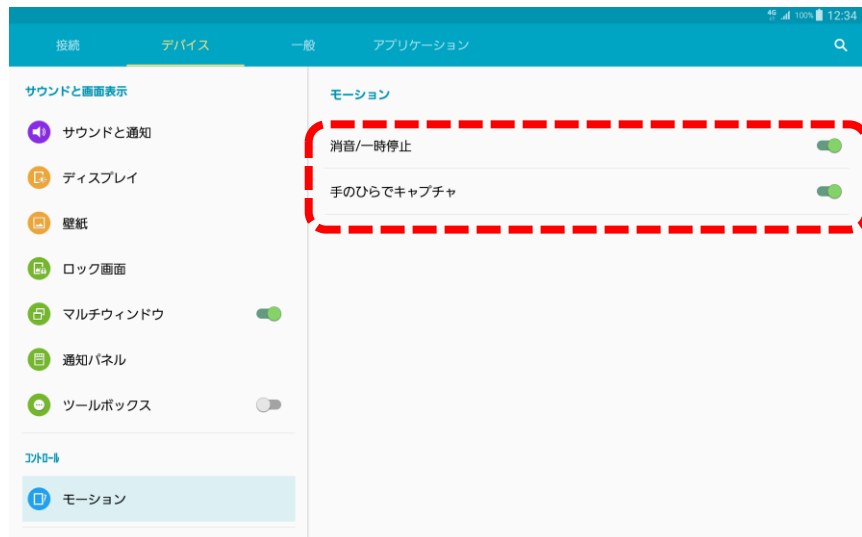 4G 100% 12:34
接続 デバイス 一般 アプリケーション
サウンドと画面表示
サウンドと通知
ディスプレイ
壁紙
ロック画面
マルチウィンドウ
通知パネル
ツールボックス
コントロール
モーション
モーション
消音/一時停止
手のひらでキャプチャ